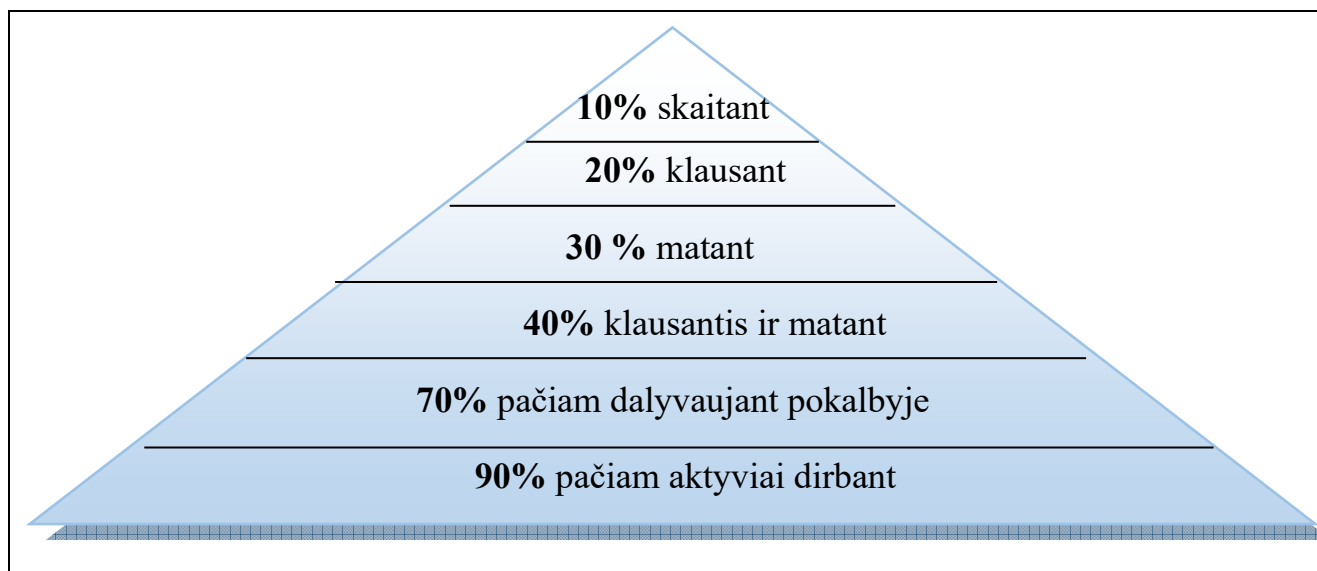 10% skaitant
20% klausant
30 % matant
40% klausantis ir matant
70% pačiam dalyvaujant pokalbyje
90% pačiam aktyviai dirbant